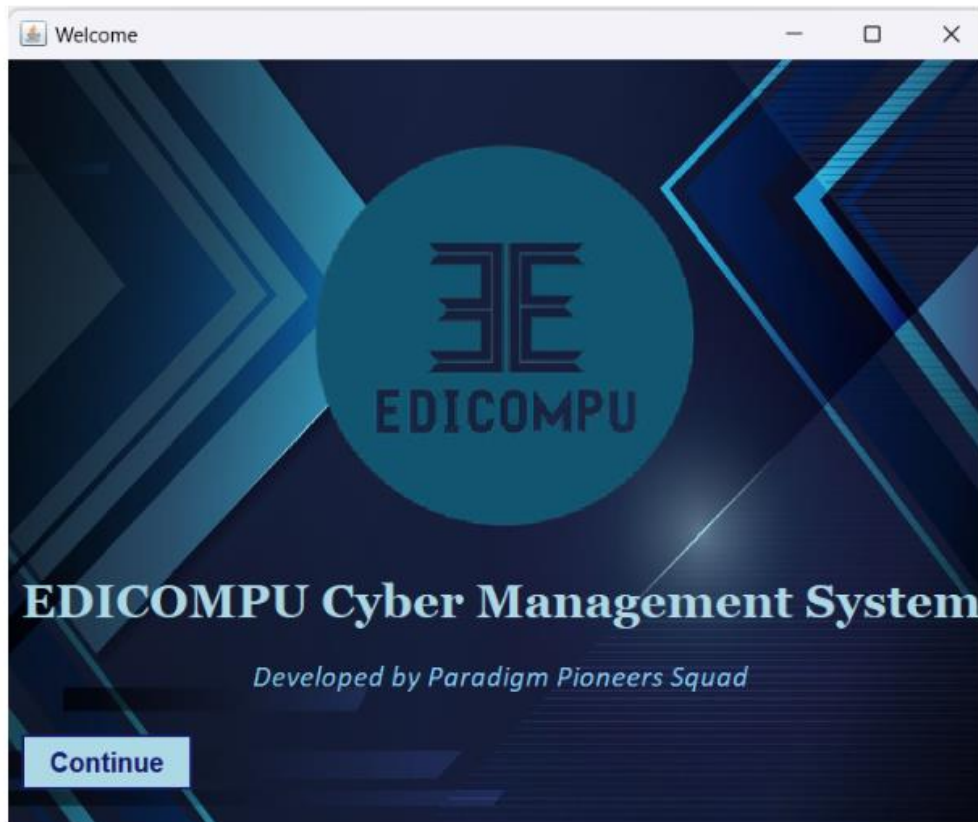 Welcome
EDICOMPU
EDICOMPU Cyber Management System
Developed by Paradigm Pioneers Squad
Continue